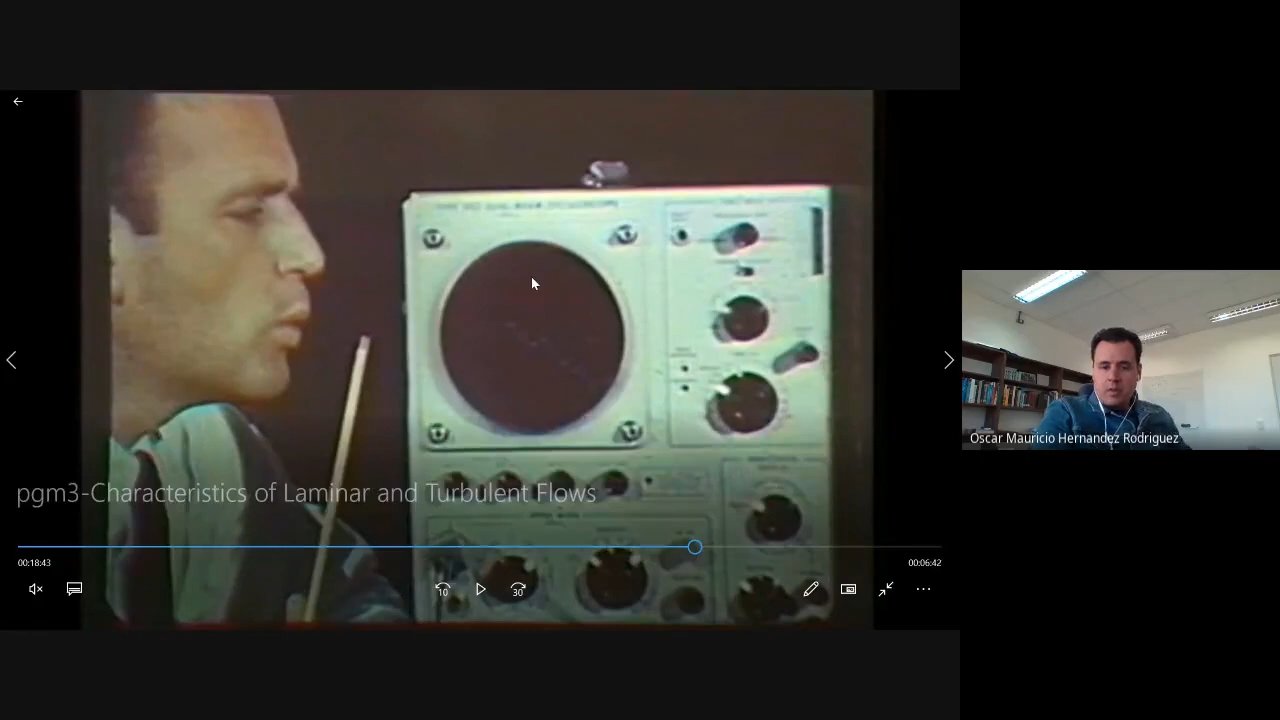 pgm3-Characteristics of Laminar and Turbulent Flows
00:18:43
00:06:42
10
30
Oscar Mauricio Hernandez Rodriguez